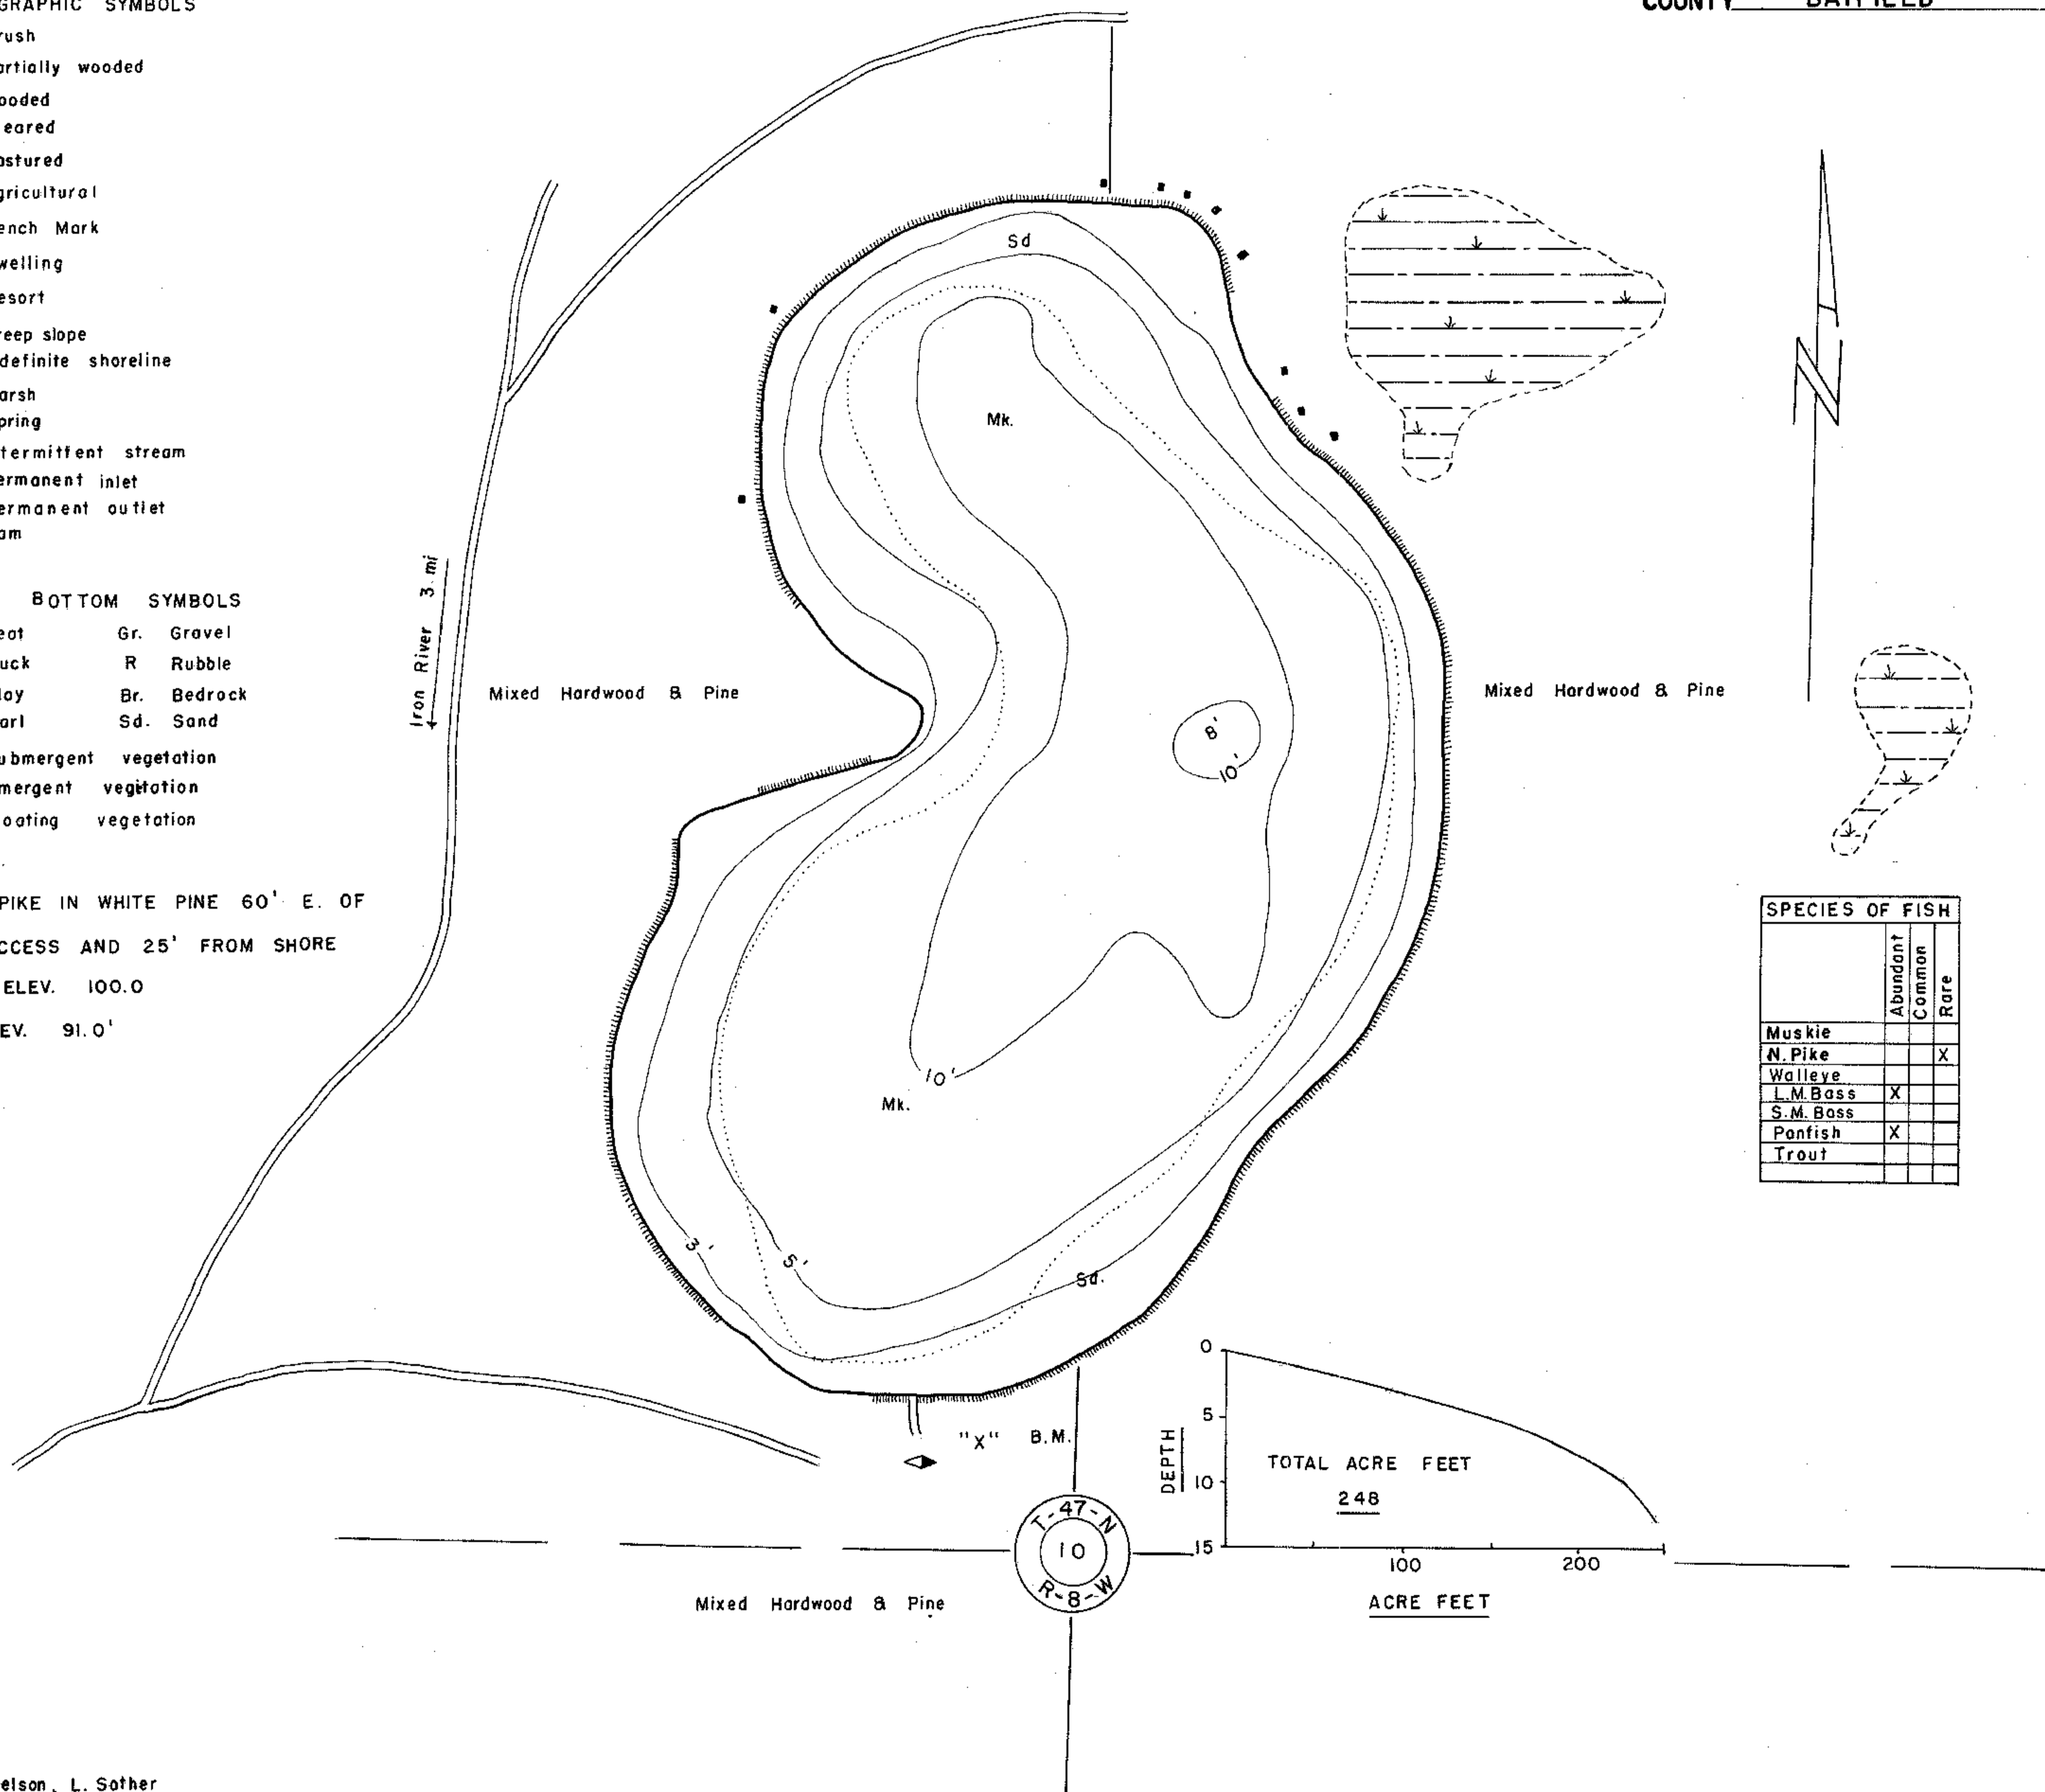 GRAPHIC SYMBOLS
COUNTY BAYFIELD
rush
artially wooded
ooded
leared
astured
gricultural
ench Mark
welling
esort
teep slope
definite shoreline
arsh
pring
termittent stream
ermanent inlet
ermanent outlet
am
BOTTOM SYMBOLS
eat Gr. Gravel
uck R Rubble
lay Br. Bedrock
arl Sd. Sand
ubmergent vegetation
mergent vegitation
loating vegetation
PIKE IN WHITE PINE 60' E. OF
CCESS AND 25' FROM SHORE
ELEV. 100.0
EV. 91.0'
Iron River 3 mi
Mixed Hardwood & Pine
Sd
Mk.
8'
10'
Mixed Hardwood & Pine
N
10'
Mk.
3'
5'
Sd.
SPECIES OF FISH
Abundant Common Rare
Muskie
N. Pike X
Walleye
L.M. Bass X
S.M. Bass
Panfish X
Trout
"X" B.M.
T-47-N
10
R-8-W
DEPTH
0
5
10
15
TOTAL ACRE FEET
248
100 200
ACRE FEET
Mixed Hardwood & Pine
elson, L. Sather